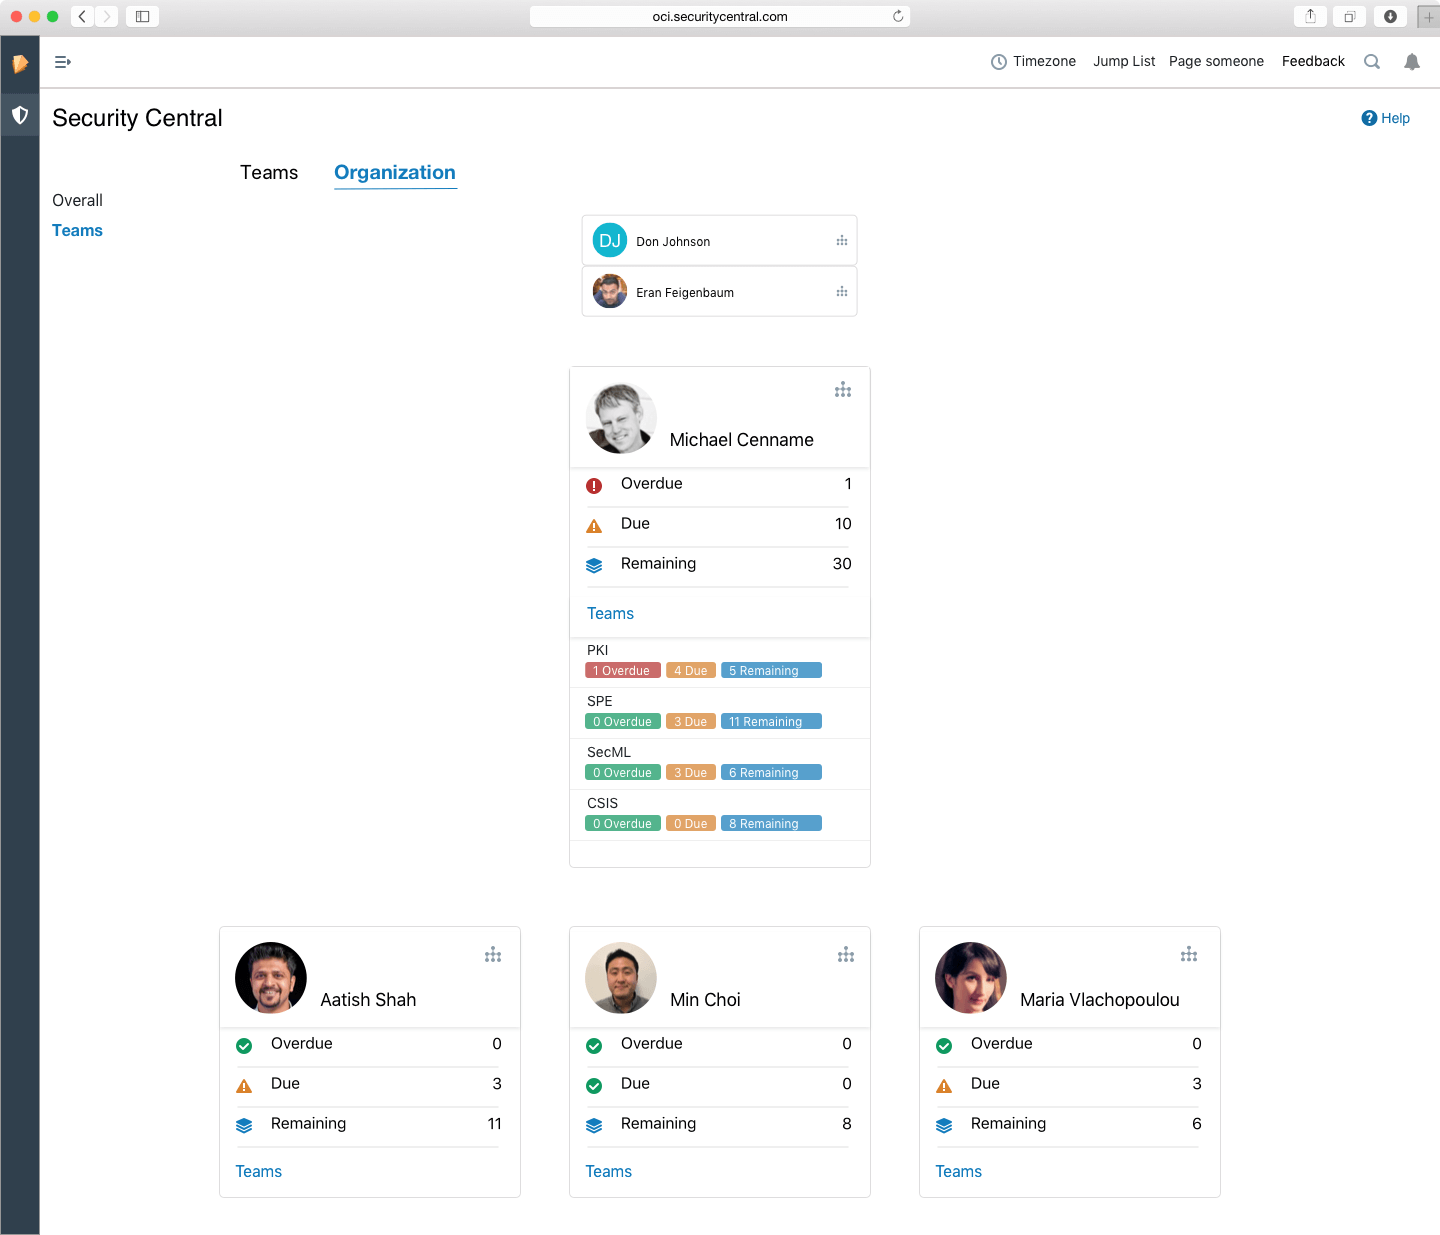 oci.securitycentral.com
Timezone Jump List Page someone Feedback
Security Central
? Help
Teams Organization
Overall
Teams
DJ Don Johnson
Eran Feigenbaum
Michael Cenname
Overdue 1
Due 10
Remaining 30
Teams
PKI
1 Overdue 4 Due 5 Remaining
SPE
0 Overdue 3 Due 11 Remaining
SecML
0 Overdue 3 Due 6 Remaining
CSIS
0 Overdue 0 Due 8 Remaining
Aatish Shah
Overdue 0
Due 3
Remaining 11
Teams
Min Choi
Overdue 0
Due 0
Remaining 8
Teams
Maria Vlachopoulou
Overdue 0
Due 3
Remaining 6
Teams